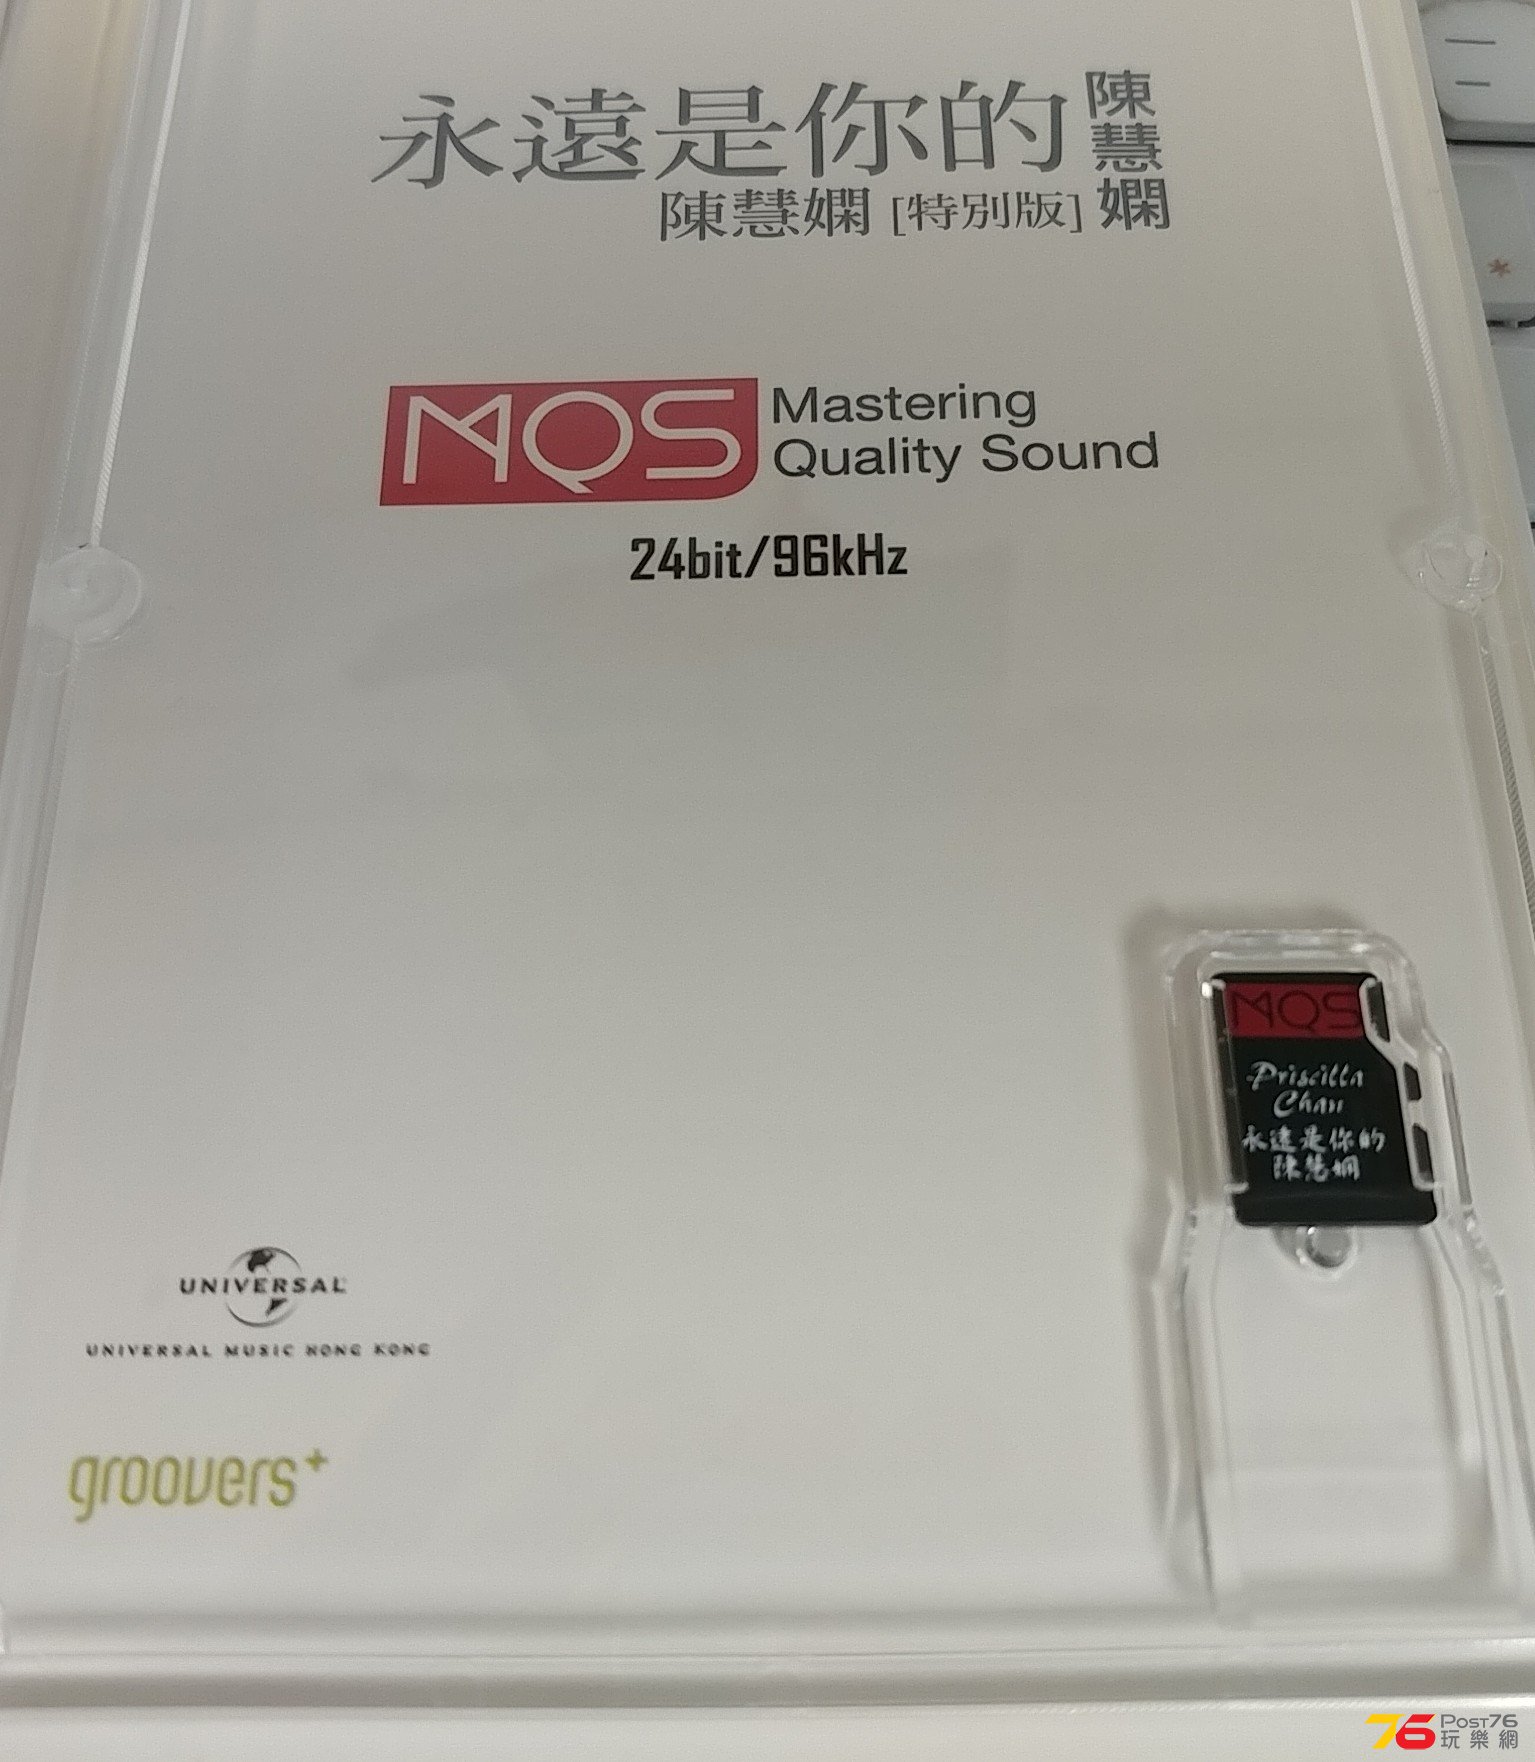 永遠是你的
陳慧嫻
陳慧嫻 [特別版]
MQS
Mastering
Quality Sound
24bit/96kHz
MQS
Priscilla
Chan
永遠是你的
陳慧嫻
UNIVERSAL
UNIVERSAL MUSIC HONG KONG
groovers+
76 POST76
玩樂網